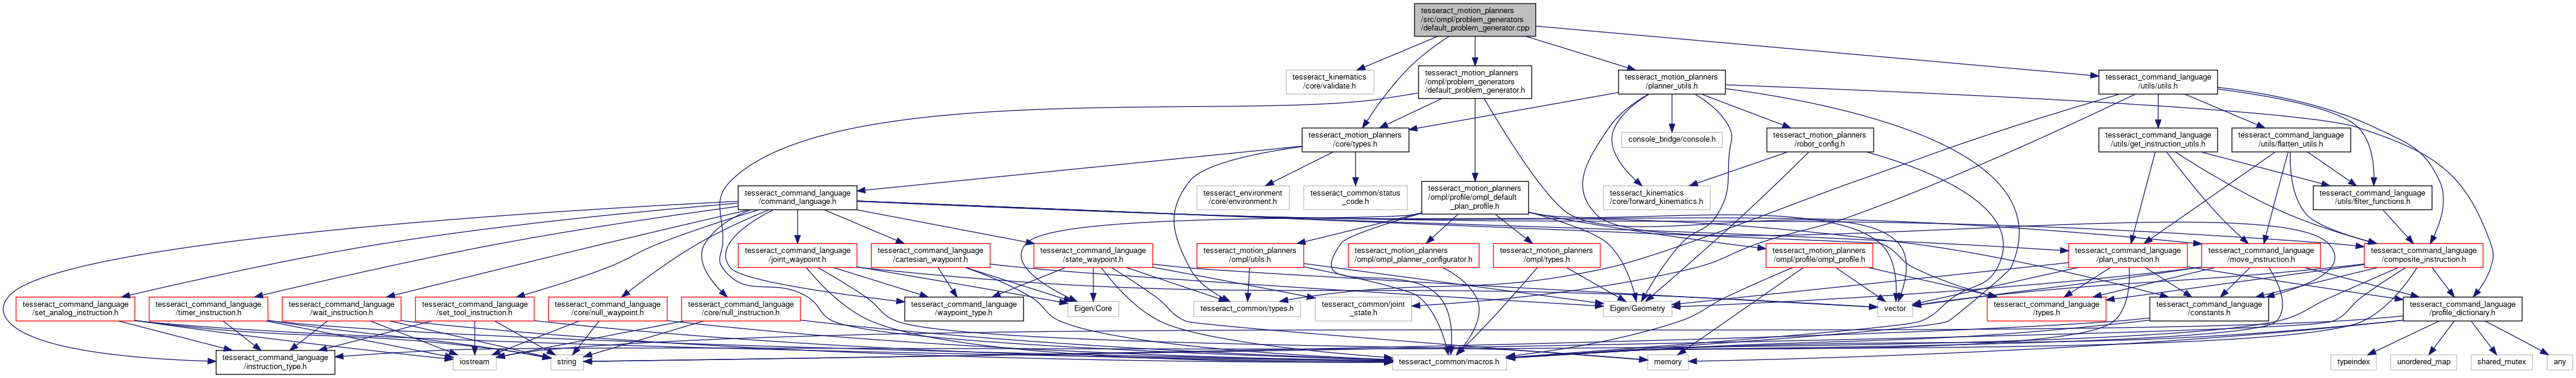 tesseract_motion_planners
/src/ompl/problem_generators
/default_problem_generator.cpp
tesseract_kinematics
/core/validate.h
tesseract_motion_planners
/ompl/problem_generators
/default_problem_generator.h
tesseract_motion_planners
/planner_utils.h
tesseract_command_language
/utils/utils.h
tesseract_motion_planners
/core/types.h
console_bridge/console.h
tesseract_motion_planners
/robot_config.h
tesseract_command_language
/utils/get_instruction_utils.h
tesseract_command_language
/utils/flatten_utils.h
tesseract_command_language
/command_language.h
tesseract_environment
/core/environment.h
tesseract_common/status
_code.h
tesseract_motion_planners
/ompl/profile/ompl_default
_plan_profile.h
tesseract_kinematics
/core/forward_kinematics.h
tesseract_command_language
/utils/filter_functions.h
tesseract_command_language
/joint_waypoint.h
tesseract_command_language
/cartesian_waypoint.h
tesseract_command_language
/state_waypoint.h
tesseract_motion_planners
/ompl/utils.h
tesseract_motion_planners
/ompl/ompl_planner_configurator.h
tesseract_motion_planners
/ompl/types.h
tesseract_motion_planners
/ompl/profile/ompl_profile.h
tesseract_command_language
/plan_instruction.h
tesseract_command_language
/move_instruction.h
tesseract_command_language
/composite_instruction.h
tesseract_command_language
/set_analog_instruction.h
tesseract_command_language
/timer_instruction.h
tesseract_command_language
/wait_instruction.h
tesseract_command_language
/set_tool_instruction.h
tesseract_command_language
/core/null_waypoint.h
tesseract_command_language
/core/null_instruction.h
tesseract_command_language
/waypoint_type.h
Eigen/Core
tesseract_common/types.h
tesseract_common/joint
_state.h
Eigen/Geometry
vector
tesseract_command_language
/types.h
tesseract_command_language
/constants.h
tesseract_command_language
/profile_dictionary.h
tesseract_command_language
/instruction_type.h
iostream
string
tesseract_common/macros.h
memory
typeindex
unordered_map
shared_mutex
any